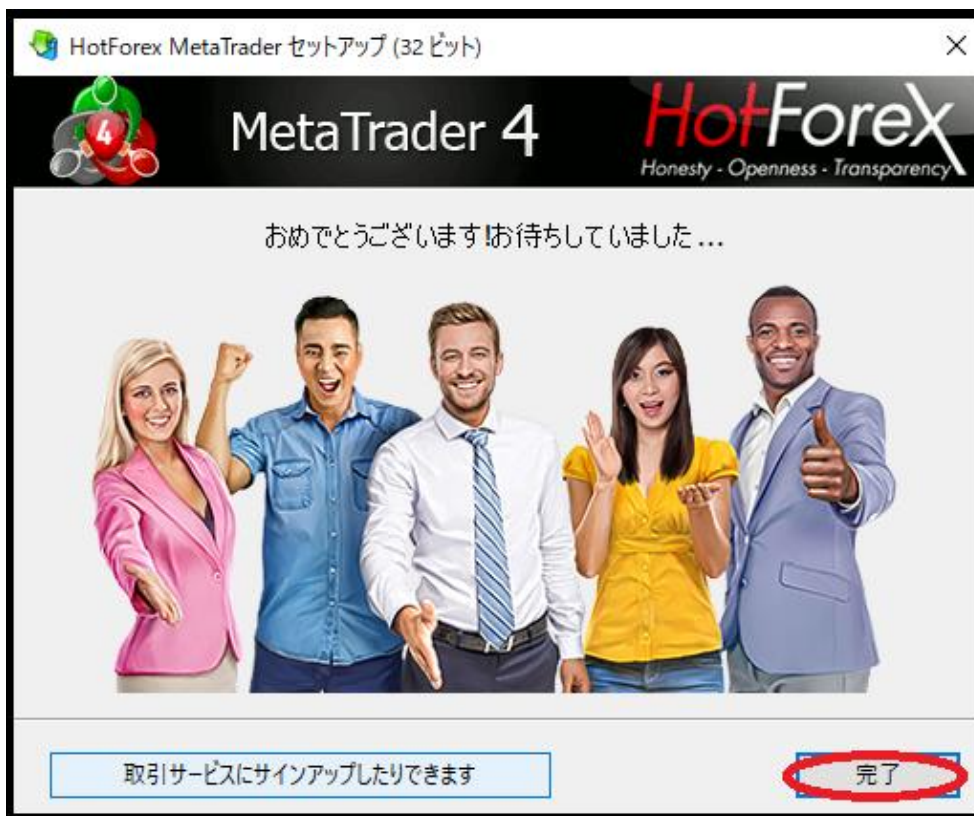 HotForex MetaTrader セットアップ (32 ビット)
4
MetaTrader 4
HotForex
Honesty - Openness - Transparency
おめでとうございます!お待ちしていました...
取引サービスにサインアップしたりできます
完了